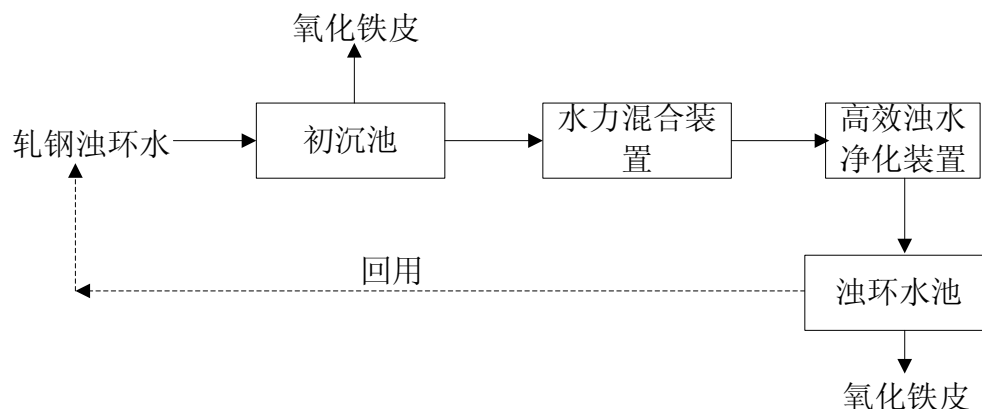 氧化铁皮
轧钢浊环水
初沉池
水力混合装
置
高效浊水
净化装置
回用
浊环水池
氧化铁皮